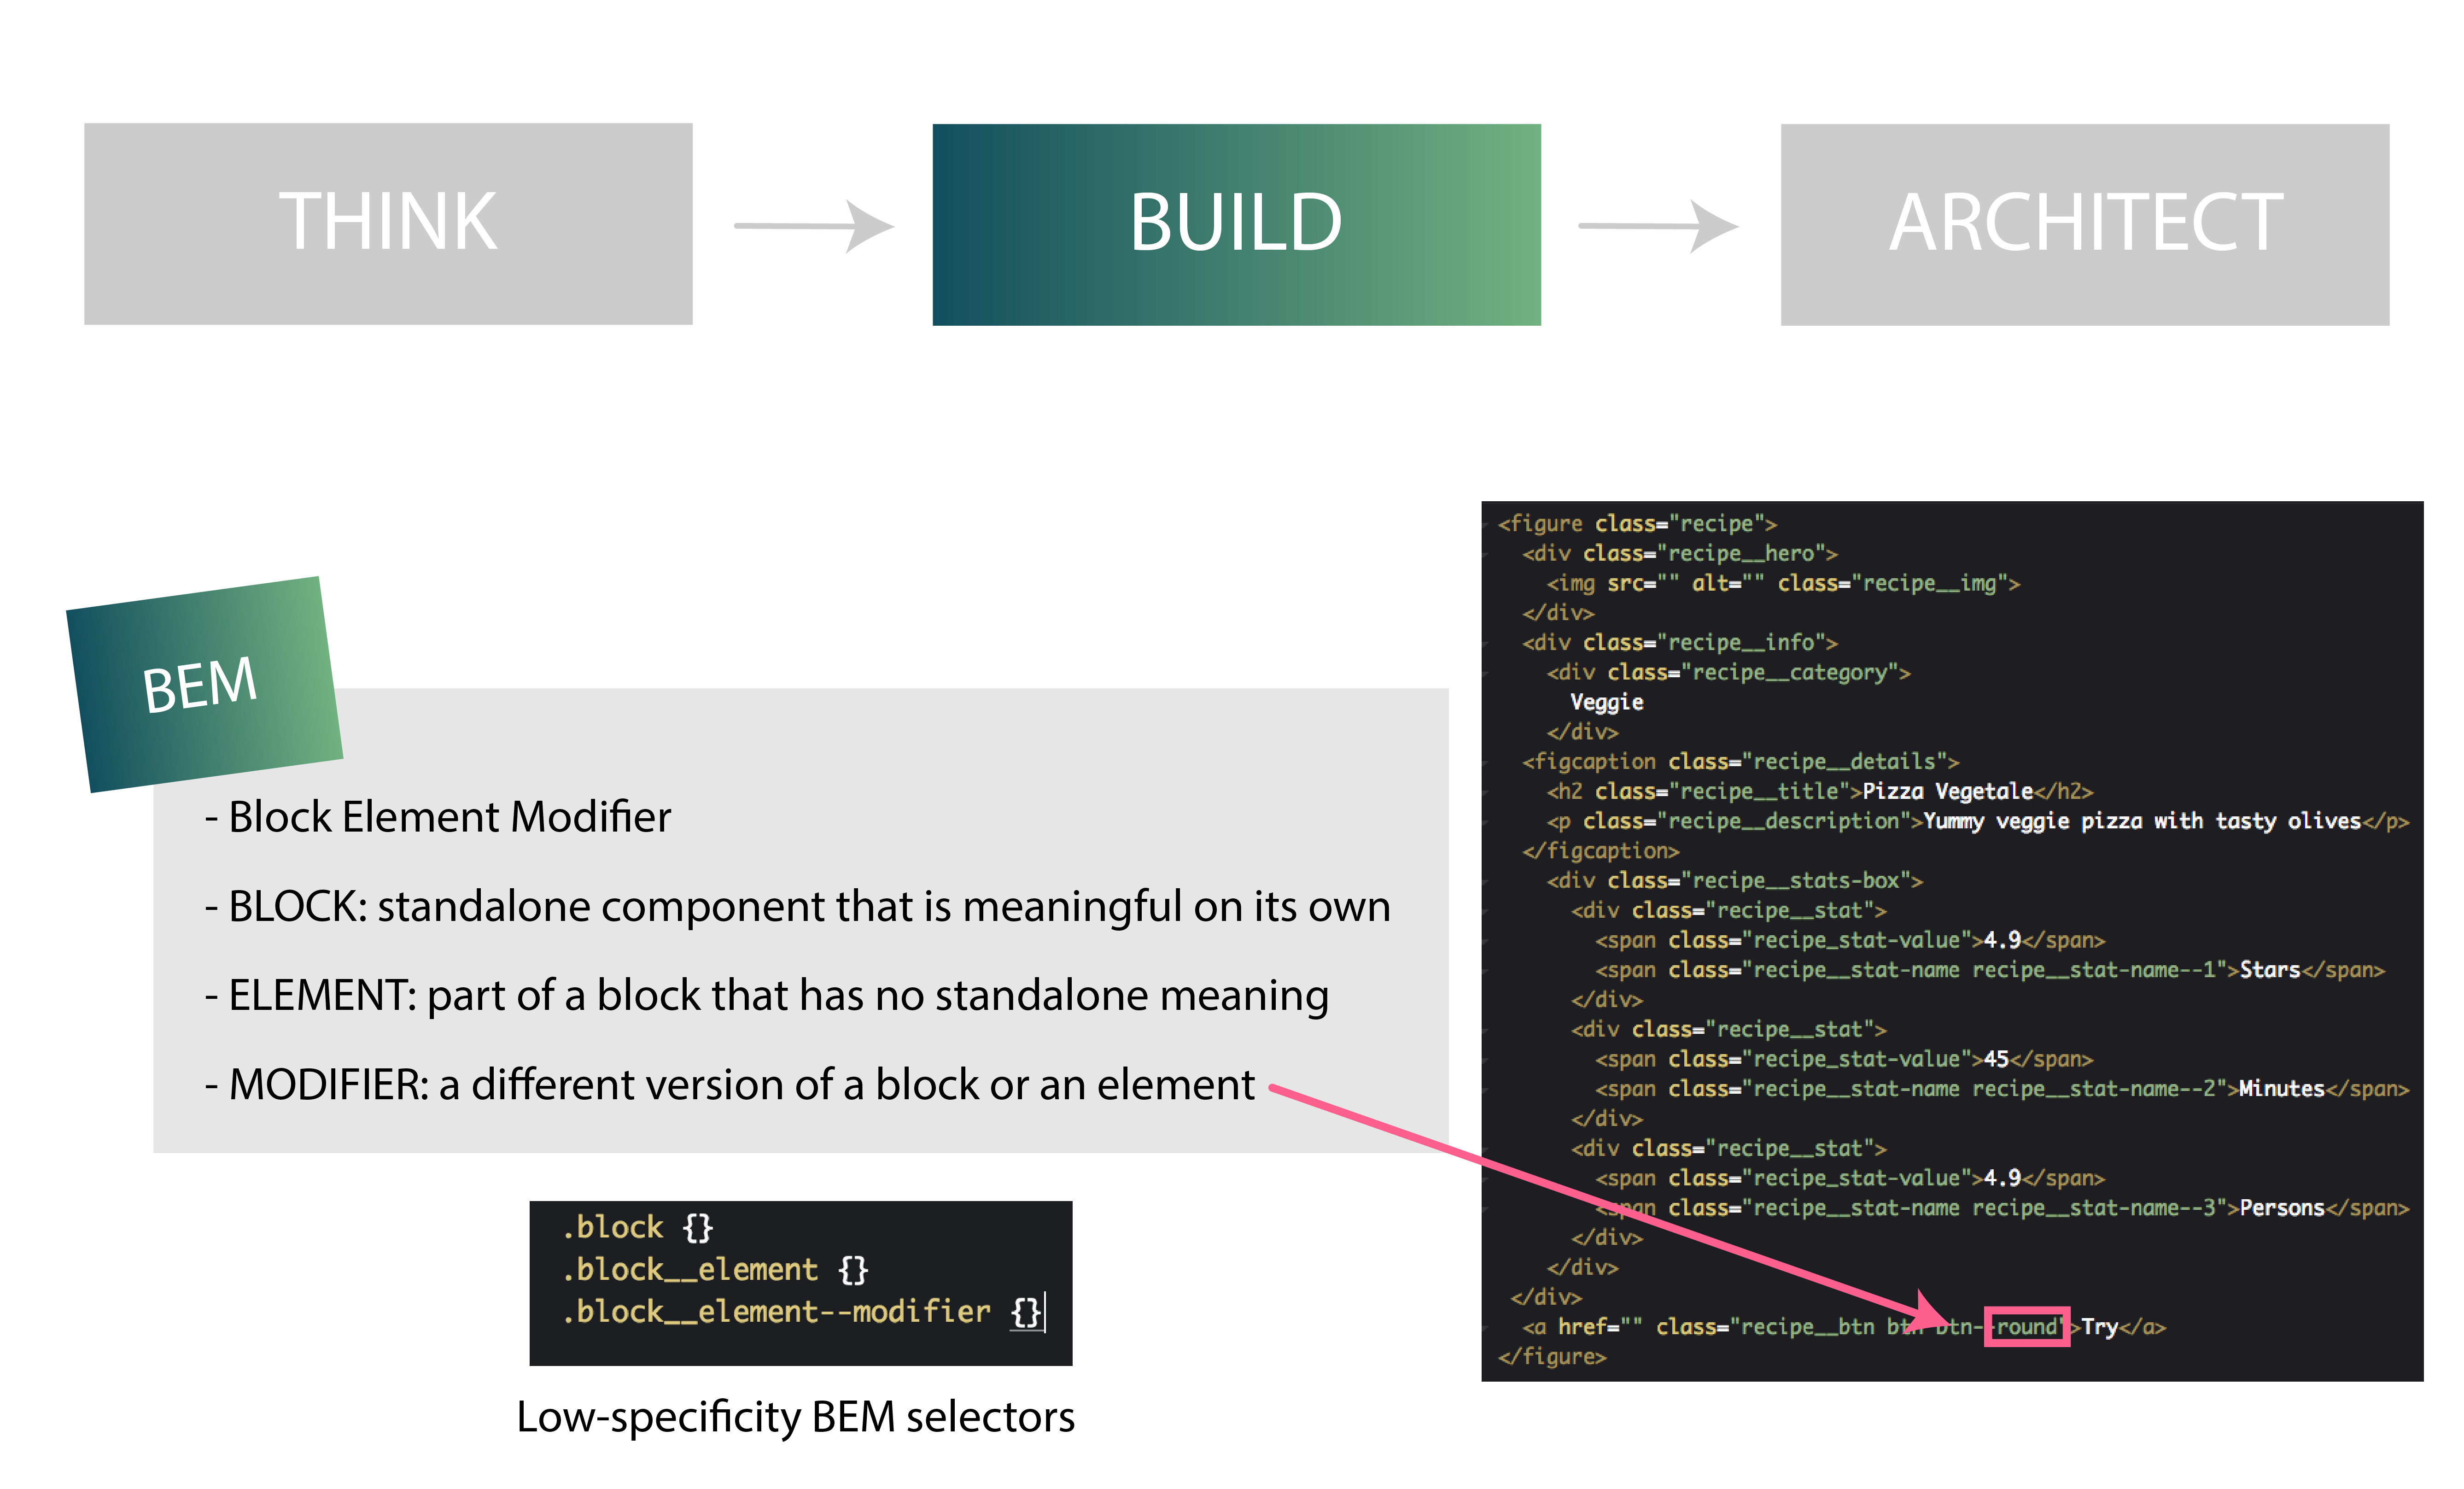 THINK
BUILD
ARCHITECT
BEM
- Block Element Modifier
- BLOCK: standalone component that is meaningful on its own
- ELEMENT: part of a block that has no standalone meaning
- MODIFIER: a different version of a block or an element
.block {}
.block__element {}
.block__element--modifier {}
Low-specificity BEM selectors
<figure class="recipe">
<div class="recipe__hero">
<img src="" alt="" class="recipe__img">
</div>
<div class="recipe__info">
<div class="recipe__category">
Veggie
</div>
<figcaption class="recipe__details">
<h2 class="recipe__title">Pizza Vegetale</h2>
<p class="recipe__description">Yummy veggie pizza with tasty olives</p>
</figcaption>
<div class="recipe__stats-box">
<div class="recipe__stat">
<span class="recipe_stat-value">4.9</span>
<span class="recipe__stat-name recipe__stat-name--1">Stars</span>
</div>
<div class="recipe__stat">
<span class="recipe_stat-value">45</span>
<span class="recipe__stat-name recipe__stat-name--2">Minutes</span>
</div>
<div class="recipe__stat">
<span class="recipe_stat-value">4.9</span>
<span class="recipe__stat-name recipe__stat-name--3">Persons</span>
</div>
</div>
</div>
<a href="" class="recipe__btn btn btn--round">Try</a>
</figure>